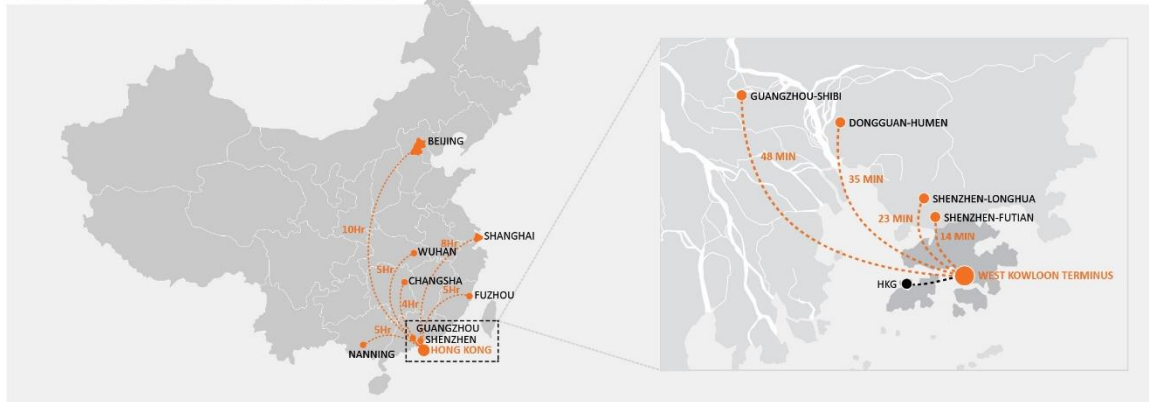 BEIJING
10Hr
SHANGHAI
8Hr
WUHAN
5Hr
CHANGSHA
4Hr
5Hr
FUZHOU
5Hr
NANNING
GUANGZHOU
SHENZHEN
HONG KONG
GUANGZHOU-SHIBI
DONGGUAN-HUMEN
48 MIN
35 MIN
SHENZHEN-LONGHUA
23 MIN
SHENZHEN-FUTIAN
14 MIN
WEST KOWLOON TERMINUS
HKG